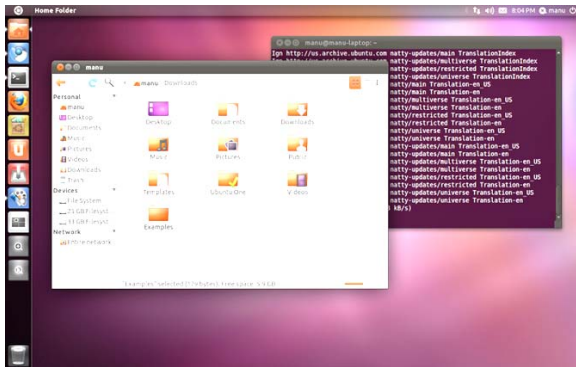 Home Folder
8:04 PM manu
manu@manu-laptop: ~
Ign http://us.archive.ubuntu.com natty-updates/main TranslationIndex
Ign http://us.archive.ubuntu.com natty-updates/multiverse TranslationIndex
natty-updates/restricted TranslationIndex
natty-updates/universe TranslationIndex
natty/main Translation-en_US
natty/main Translation-en
natty/multiverse Translation-en_US
natty/multiverse Translation-en
natty/restricted Translation-en_US
natty/restricted Translation-en
natty/universe Translation-en_US
natty/universe Translation-en
natty-updates/main Translation-en_US
natty-updates/main Translation-en
natty-updates/multiverse Translation-en_US
natty-updates/multiverse Translation-en
natty-updates/restricted Translation-en_US
natty-updates/restricted Translation-en
natty-updates/universe Translation-en_US
natty-updates/universe Translation-en
kB/s)
manu
manu Downloads
Personal
manu
Desktop
Documents
Music
Pictures
Videos
Downloads
Trash
Devices
File System
Network
Entire network
Desktop Documents Downloads
Music Pictures Public
Templates Ubuntu One Videos
Examples
"Examples" selected Free space: